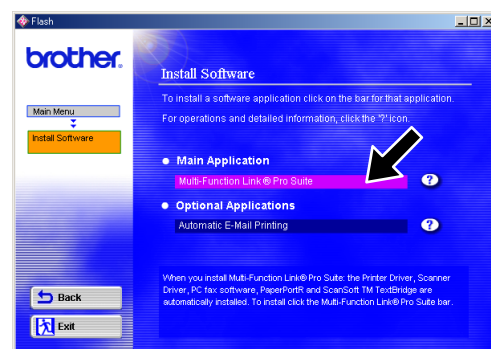 Flash
brother.
Install Software
To install a software application click on the bar for that application.
For operations and detailed information, click the "?" icon.
Main Menu
Install Software
Main Application
Multi-Function Link ® Pro Suite
?
Optional Applications
Automatic E-Mail Printing
?
When you install Multi-Function Link® Pro Suite: the Printer Driver, Scanner
Driver, PC fax software, PaperPortR and ScanSoft TM TextBridge are
automatically installed. To install click the Multi-Function Link® Pro Suite bar.
Back
Exit